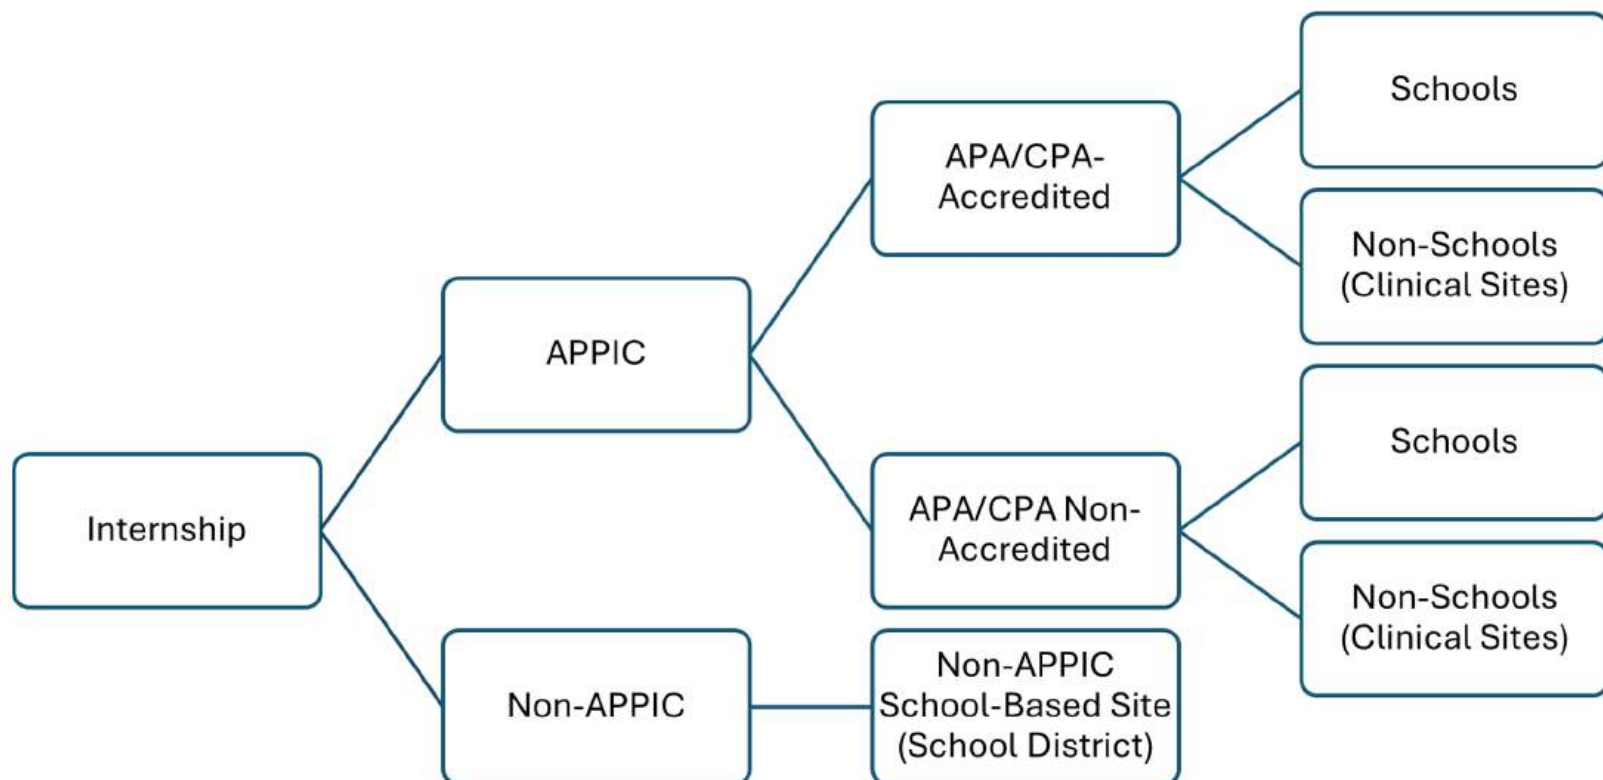 Internship
APPIC
Non-APPIC
APA/CPA-
Accredited
APA/CPA Non-
Accredited
Non-APPIC
School-Based Site
(School District)
Schools
Non-Schools
(Clinical Sites)
Schools
Non-Schools
(Clinical Sites)